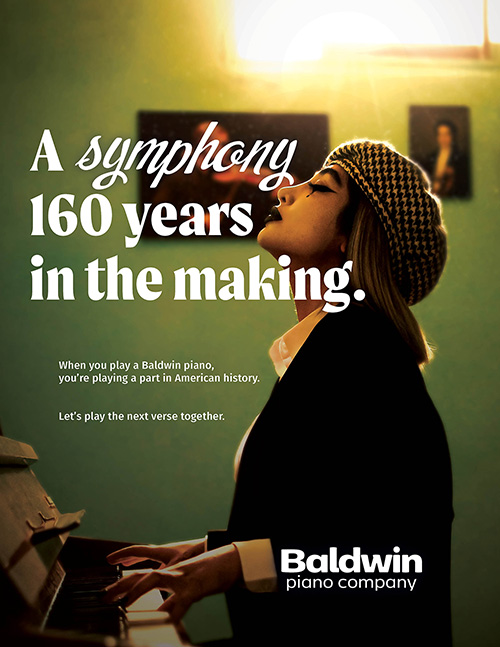 A symphony
160 years
in the making.
When you play a Baldwin piano,
you're playing a part in American history.
Let's play the next verse together.
Baldwin
piano company